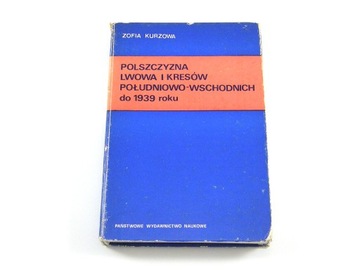 ZOFIA KURZOWA
POLSZCZYZNA
LWOWA I KRESÓW
POŁUDNIOWO-WSCHODNICH
do 1939 roku
PAŃSTWOWE WYDAWNICTWO NAUKOWE